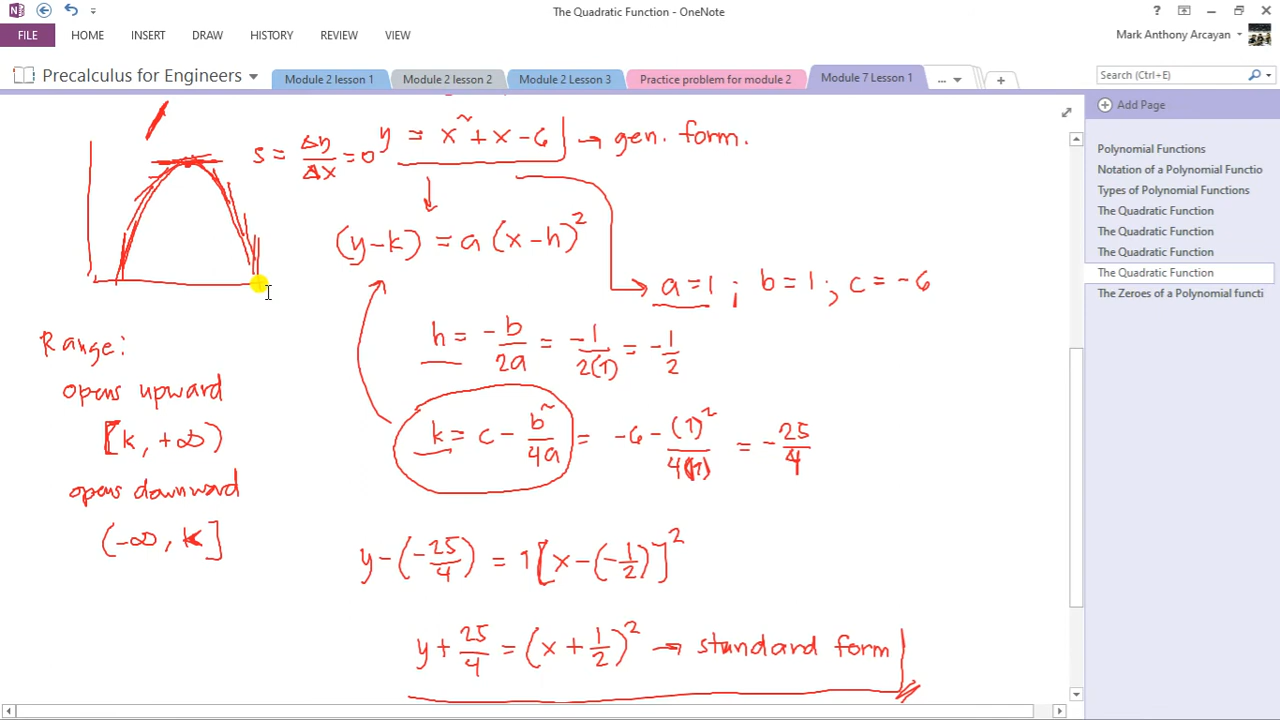 The Quadratic Function - OneNote
FILE HOME INSERT DRAW HISTORY REVIEW VIEW
Mark Anthony Arcayan
Precalculus for Engineers
Module 2 lesson 1
Module 2 lesson 2
Module 2 Lesson 3
Practice problem for module 2
Module 7 Lesson 1
...
Search (Ctrl+E)
Add Page
Polynomial Functions
Notation of a Polynomial Functio
Types of Polynomial Functions
The Quadratic Function
The Quadratic Function
The Quadratic Function
The Quadratic Function
The Zeroes of a Polynomial functi
s = Δy/Δx = 0
y = x² + x - 6 → gen. form.
(y-k) = a(x-h)²
a = 1 ; b = 1 ; c = -6
h = -b/2a = -1/2(1) = -1/2
k = c - b²/4a = -6 - (1)²/4(1) = -25/4
y-(-25/4) = 1[x-(-1/2)]²
y + 25/4 = (x + 1/2)² → standard form
Range:
opens upward
[k, +∞)
opens downward
(-∞, k]